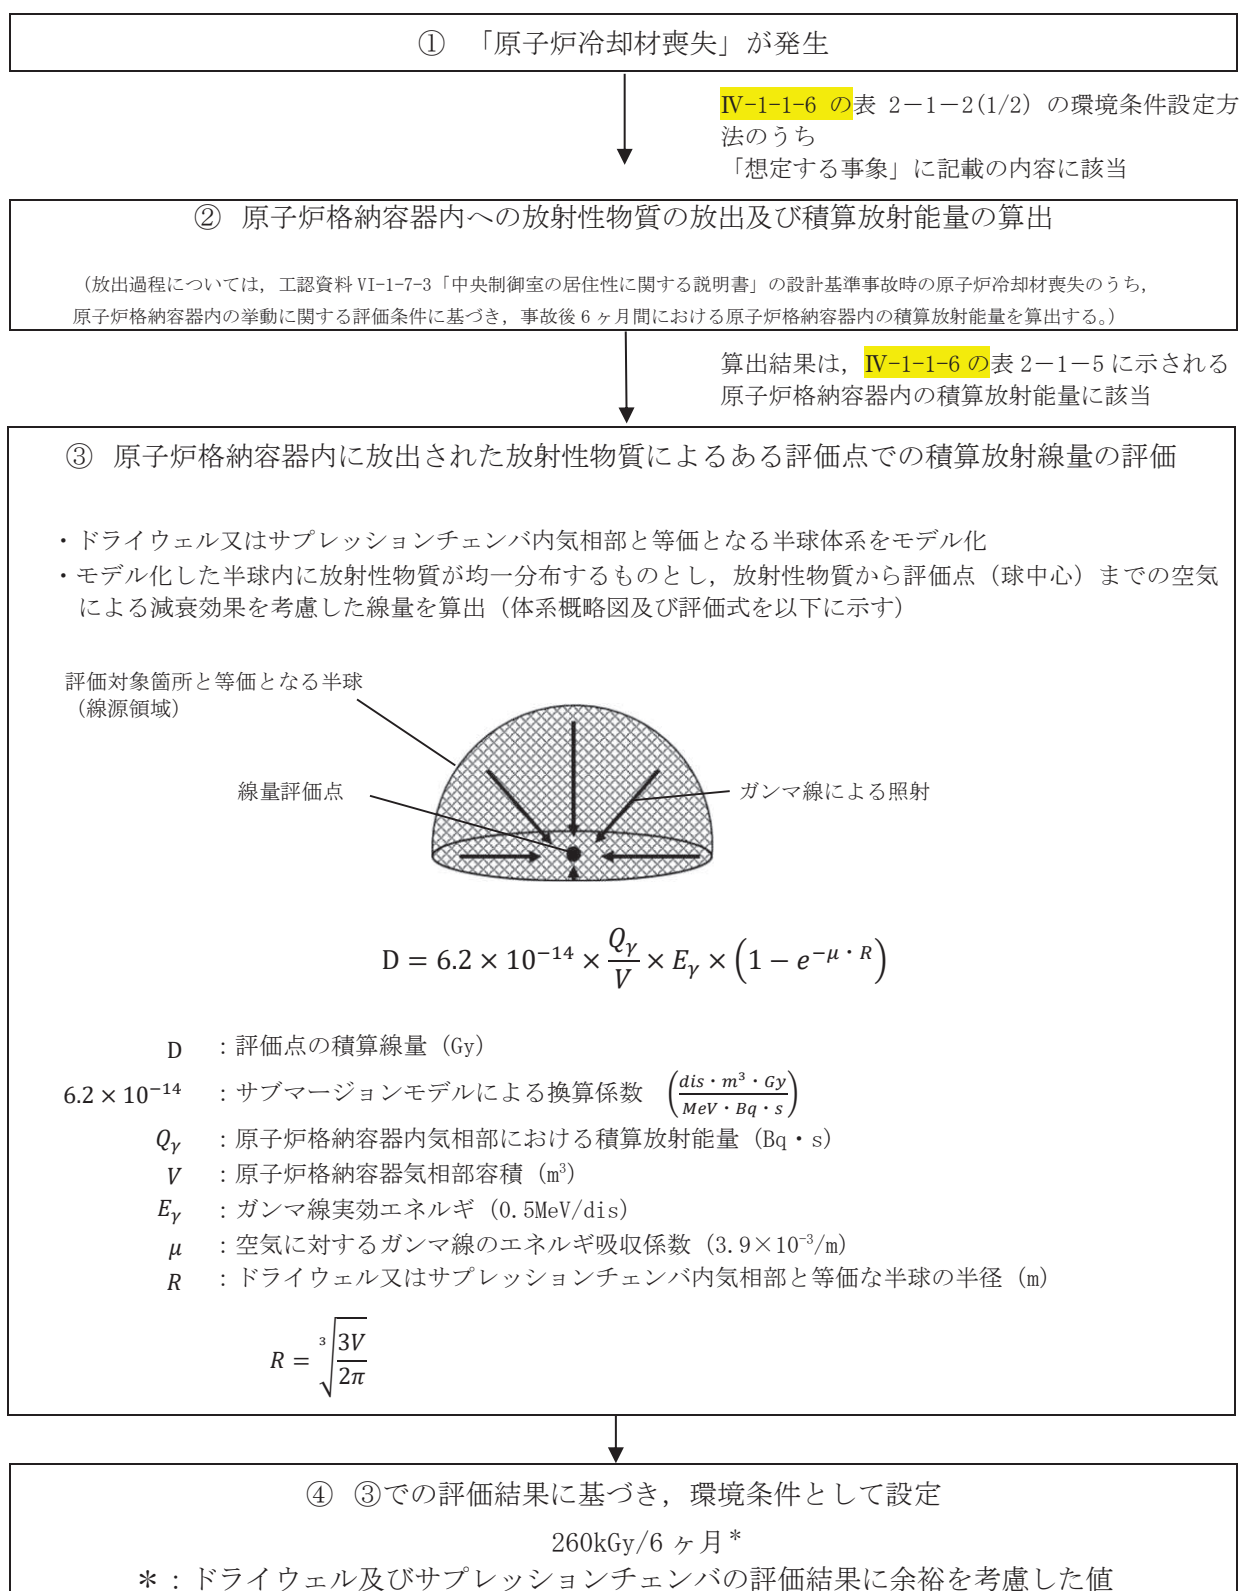 ① 「原子炉冷却材喪失」が発生
Ⅳ-1-1-6 の表 2－1－2(1/2) の環境条件設定方
法のうち
「想定する事象」に記載の内容に該当
② 原子炉格納容器内への放射性物質の放出及び積算放射能量の算出
（放出過程については，工認資料 VI-1-7-3「中央制御室の居住性に関する説明書」の設計基準事故時の原子炉冷却材喪失のうち，
原子炉格納容器内の挙動に関する評価条件に基づき，事故後 6 ヶ月間における原子炉格納容器内の積算放射能量を算出する。）
算出結果は，Ⅳ-1-1-6 の表 2－1－5 に示される
原子炉格納容器内の積算放射能量に該当
③ 原子炉格納容器内に放出された放射性物質によるある評価点での積算放射線量の評価
・ドライウェル又はサプレッションチェンバ内気相部と等価となる半球体系をモデル化
・モデル化した半球内に放射性物質が均一分布するものとし，放射性物質から評価点（球中心）までの空気
による減衰効果を考慮した線量を算出（体系概略図及び評価式を以下に示す）
評価対象箇所と等価となる半球
（線源領域）
線量評価点
ガンマ線による照射
D = 6.2 × 10⁻¹⁴ × Qγ/V × Eγ × (1 − e^(−μ・R))
D ：評価点の積算線量（Gy）
6.2 × 10⁻¹⁴ ：サブマージョンモデルによる換算係数 (dis・m³・Gy/MeV・Bq・s)
Qγ ：原子炉格納容器内気相部における積算放射能量（Bq・s）
V ：原子炉格納容器気相部容積（m³）
Eγ ：ガンマ線実効エネルギ（0.5MeV/dis）
μ ：空気に対するガンマ線のエネルギ吸収係数（3.9×10⁻³/m）
R ：ドライウェル又はサプレッションチェンバ内気相部と等価な半球の半径（m）
R = ³√(3V/2π)
④ ③での評価結果に基づき，環境条件として設定
260kGy/6 ヶ月＊
＊：ドライウェル及びサプレッションチェンバの評価結果に余裕を考慮した値